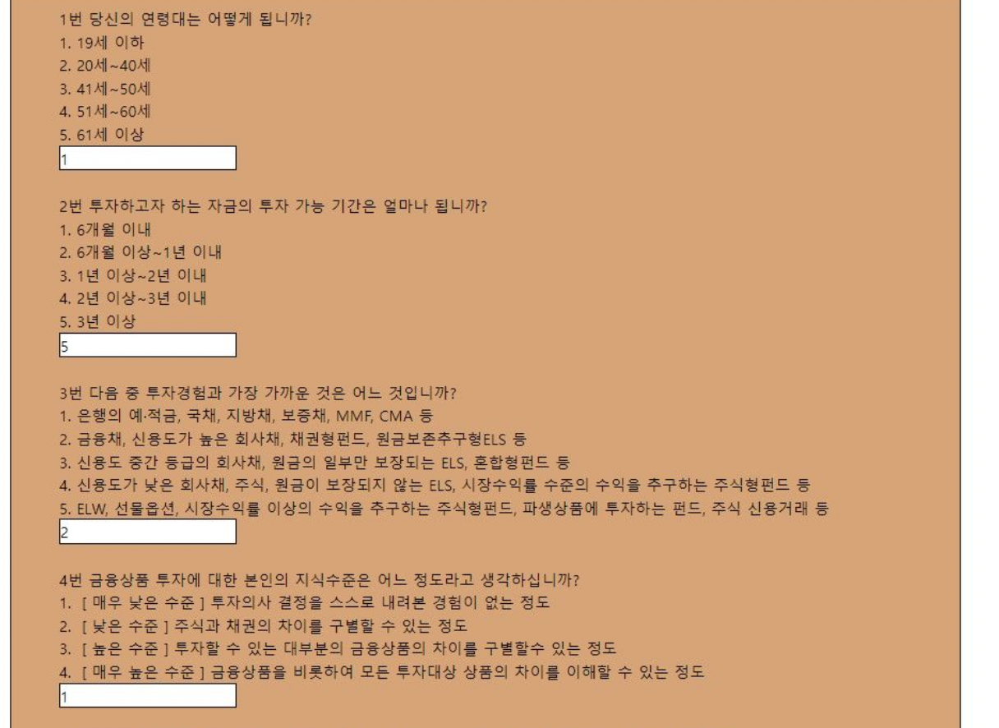 1번 당신의 연령대는 어떻게 됩니까?
1. 19세 이하
2. 20세~40세
3. 41세~50세
4. 51세~60세
5. 61세 이상
1
2번 투자하고자 하는 자금의 투자 가능 기간은 얼마나 됩니까?
1. 6개월 이내
2. 6개월 이상~1년 이내
3. 1년 이상~2년 이내
4. 2년 이상~3년 이내
5. 3년 이상
5
3번 다음 중 투자경험과 가장 가까운 것은 어느 것입니까?
1. 은행의 예·적금, 국채, 지방채, 보증채, MMF, CMA 등
2. 금융채, 신용도가 높은 회사채, 채권형펀드, 원금보존추구형ELS 등
3. 신용도 중간 등급의 회사채, 원금의 일부만 보장되는 ELS, 혼합형펀드 등
4. 신용도가 낮은 회사채, 주식, 원금이 보장되지 않는 ELS, 시장수익률 수준의 수익을 추구하는 주식형펀드 등
5. ELW, 선물옵션, 시장수익률 이상의 수익을 추구하는 주식형펀드, 파생상품에 투자하는 펀드, 주식 신용거래 등
2
4번 금융상품 투자에 대한 본인의 지식수준은 어느 정도라고 생각하십니까?
1. [ 매우 낮은 수준 ] 투자의사 결정을 스스로 내려본 경험이 없는 정도
2. [ 낮은 수준 ] 주식과 채권의 차이를 구별할 수 있는 정도
3. [ 높은 수준 ] 투자할 수 있는 대부분의 금융상품의 차이를 구별할수 있는 정도
4. [ 매우 높은 수준 ] 금융상품을 비롯하여 모든 투자대상 상품의 차이를 이해할 수 있는 정도
1